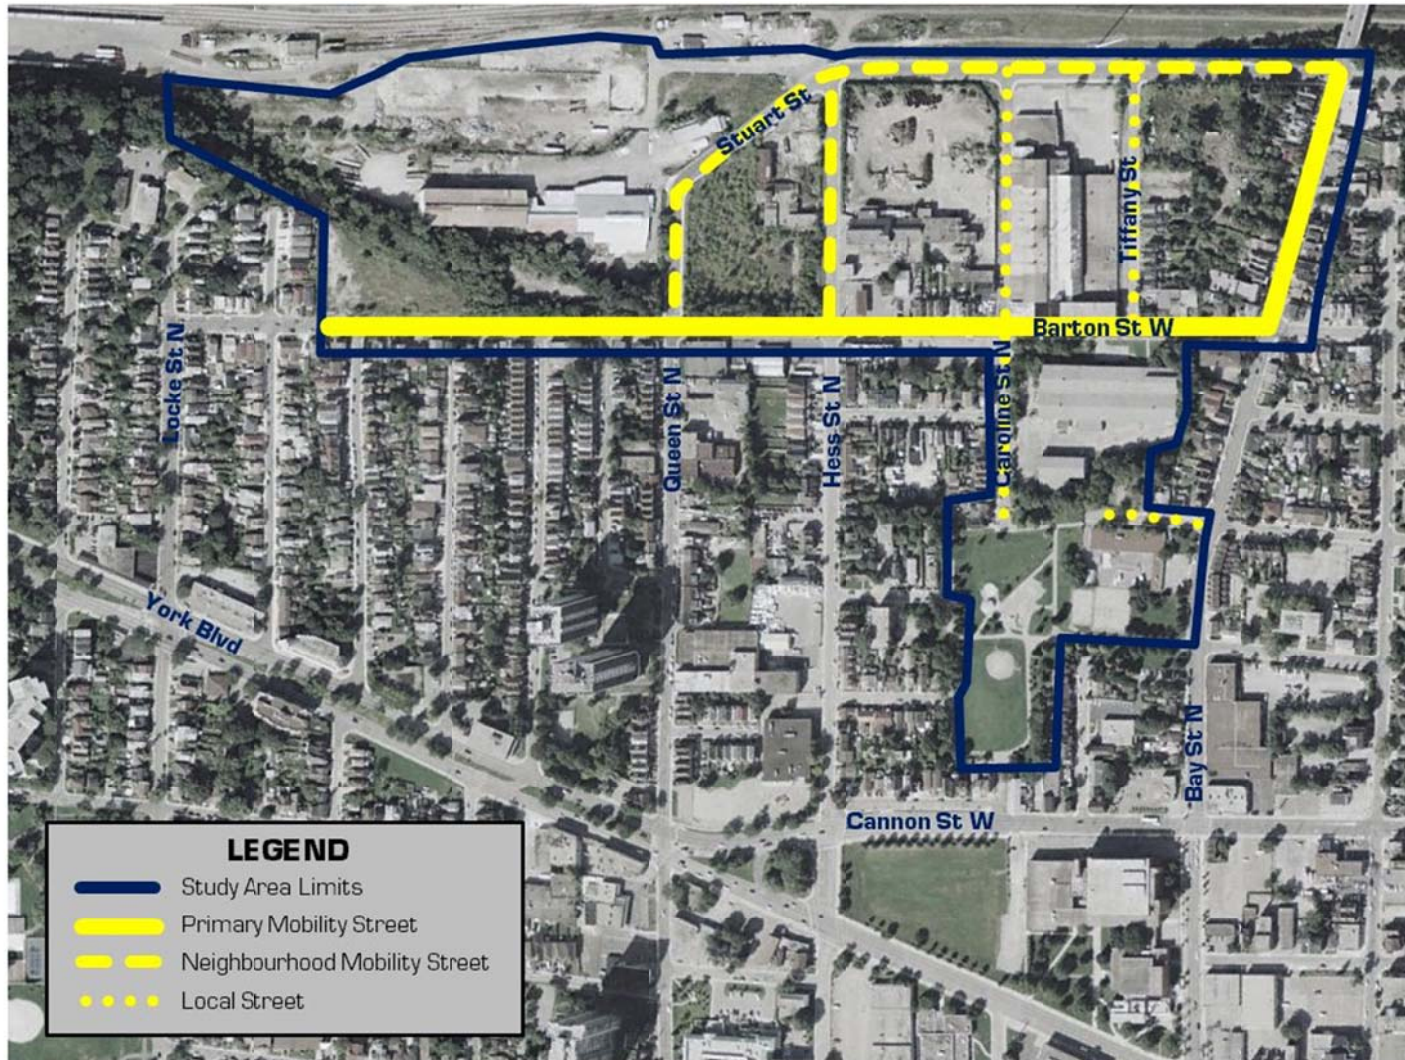 Stuart St
Tiffany St
Barton St W
Locke St N
Queen St N
Hess St N
Caroline St N
York Blvd
Bay St N
Cannon St W
LEGEND
Study Area Limits
Primary Mobility Street
Neighbourhood Mobility Street
Local Street